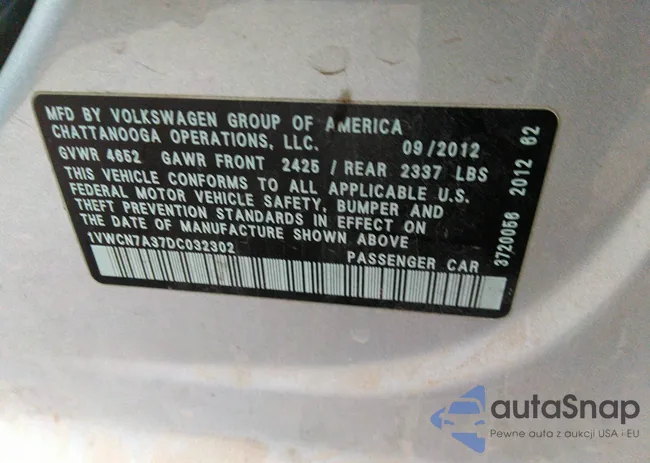 MFD BY VOLKSWAGEN GROUP OF AMERICA
CHATTANOOGA OPERATIONS, LLC. 09/2012
GVWR 4652 GAWR FRONT 2425 / REAR 2337 LBS
THIS VEHICLE CONFORMS TO ALL APPLICABLE U.S.
FEDERAL MOTOR VEHICLE SAFETY, BUMPER AND
THEFT PREVENTION STANDARDS IN EFFECT ON
THE DATE OF MANUFACTURE SHOWN ABOVE
1VWCN7A37DC032302 PASSENGER CAR
3720056 2012 62
autoSnap
Pewne auta z aukcji USA i EU